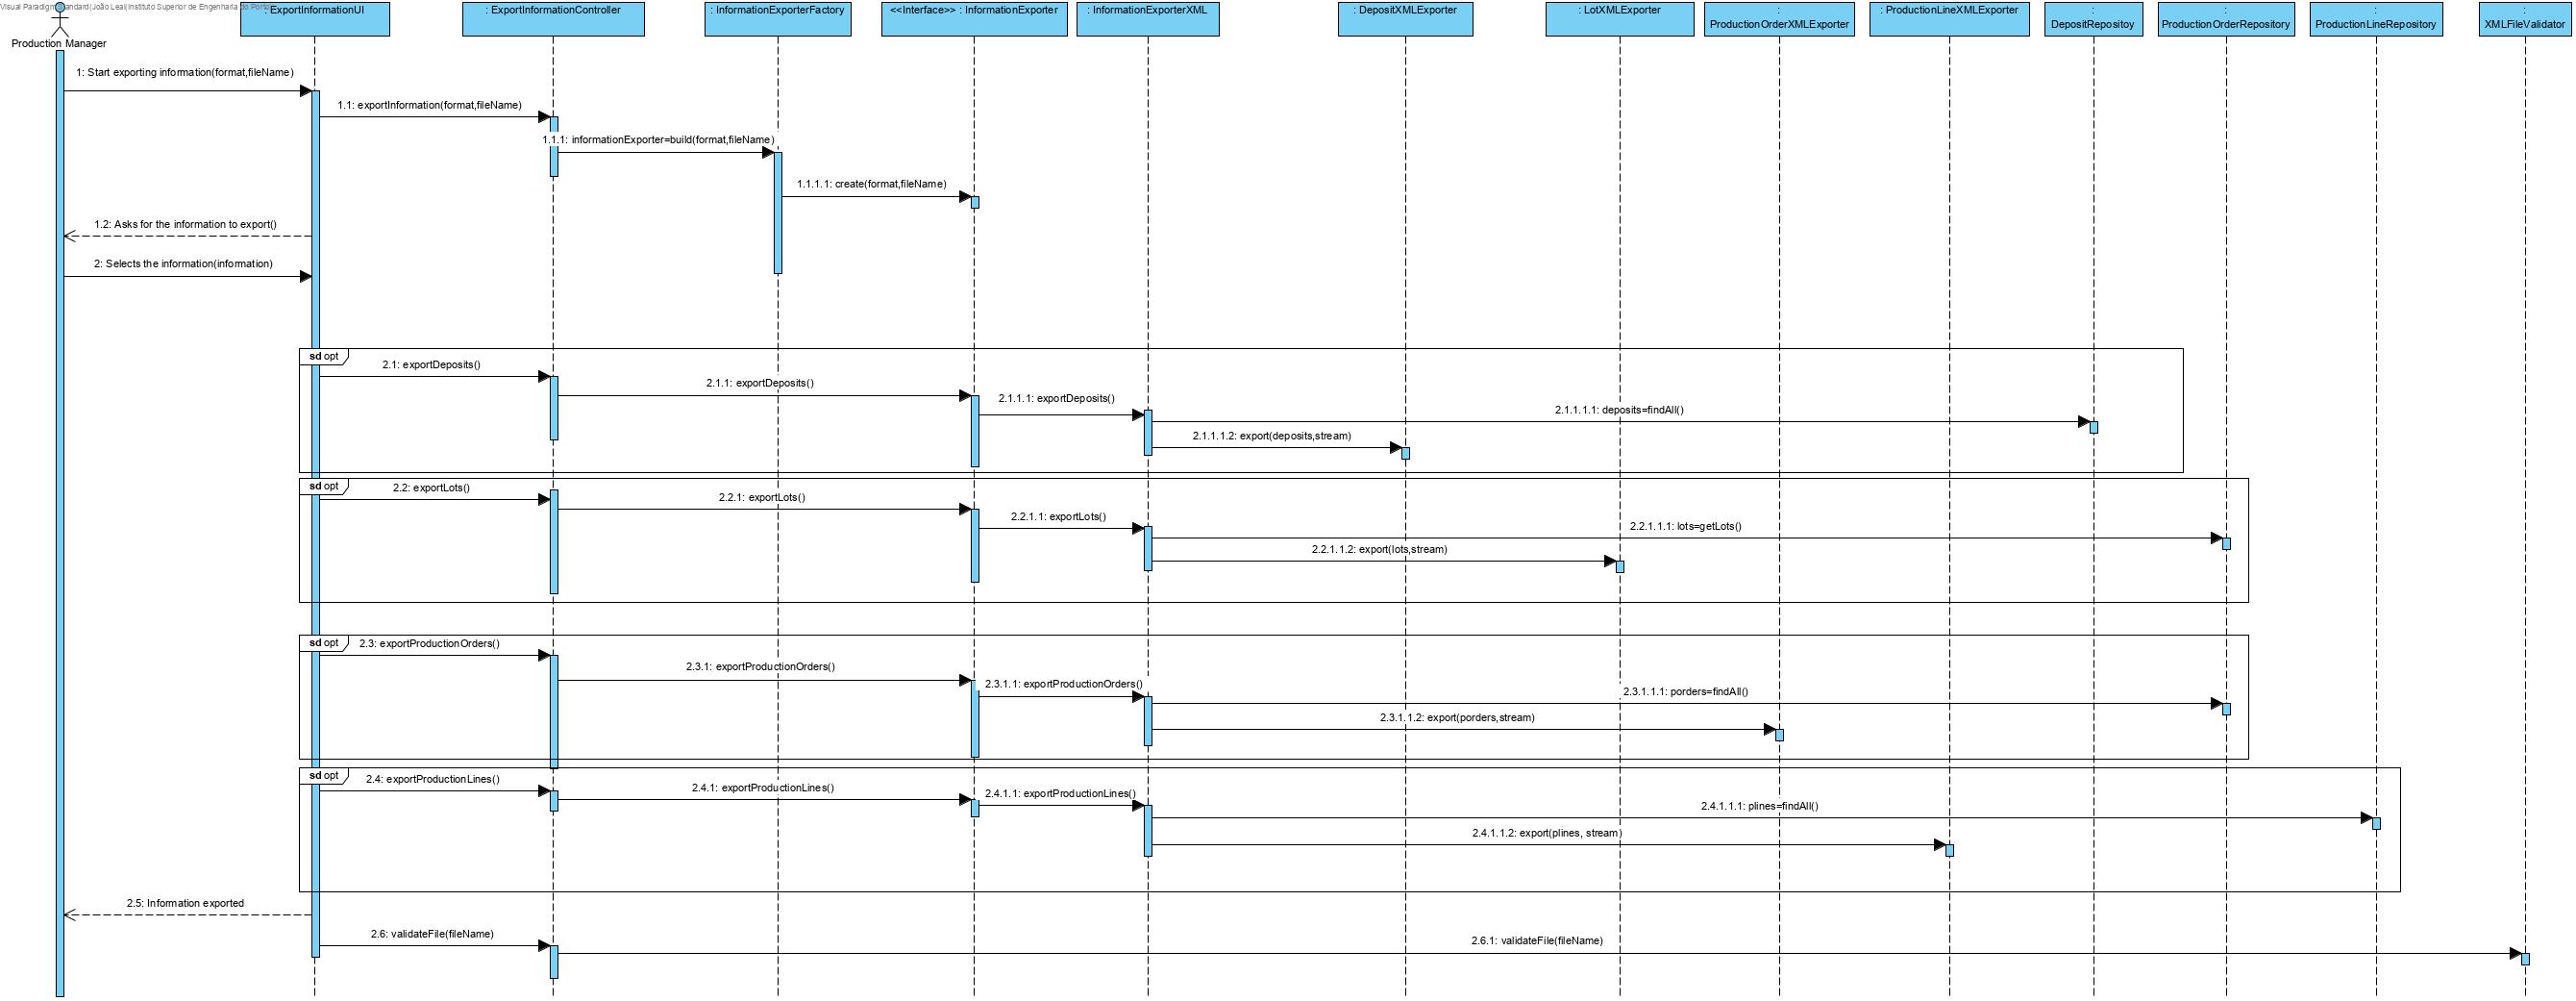 Visual Paradigm Standard(João Leal(Instituto Superior de Engenharia do Porto))
Production Manager
: ExportInformationUI
: ExportInformationController
: InformationExporterFactory
<<Interface>> : InformationExporter
: InformationExporterXML
: DepositXMLExporter
: LotXMLExporter
:
ProductionOrderXMLExporter
: ProductionLineXMLExporter
:
DepositRepositoy
:
ProductionOrderRepository
:
ProductionLineRepository
:
XMLFileValidator
1: Start exporting information(format,fileName)
1.1: exportInformation(format,fileName)
1.1.1: informationExporter=build(format,fileName)
1.1.1.1: create(format,fileName)
1.2: Asks for the information to export()
2: Selects the information(information)
sd opt
2.1: exportDeposits()
2.1.1: exportDeposits()
2.1.1.1: exportDeposits()
2.1.1.1.1: deposits=findAll()
2.1.1.1.2: export(deposits,stream)
sd opt
2.2: exportLots()
2.2.1: exportLots()
2.2.1.1: exportLots()
2.2.1.1.1: lots=getLots()
2.2.1.1.2: export(lots,stream)
sd opt
2.3: exportProductionOrders()
2.3.1: exportProductionOrders()
2.3.1.1: exportProductionOrders()
2.3.1.1.1: porders=findAll()
2.3.1.1.2: export(porders,stream)
sd opt
2.4: exportProductionLines()
2.4.1: exportProductionLines()
2.4.1.1: exportProductionLines()
2.4.1.1.1: plines=findAll()
2.4.1.1.2: export(plines, stream)
2.5: Information exported
2.6: validateFile(fileName)
2.6.1: validateFile(fileName)